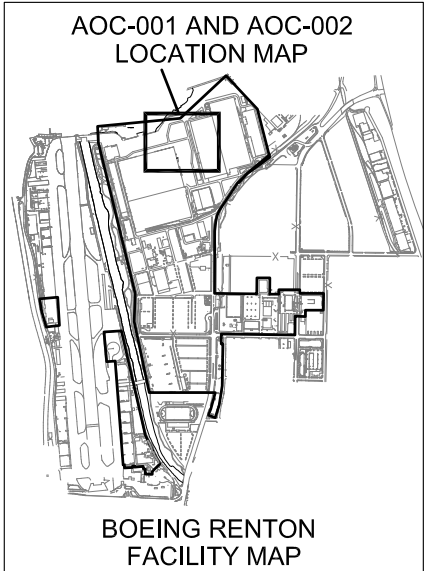 AOC-001 AND AOC-002
LOCATION MAP
BOEING RENTON
FACILITY MAP